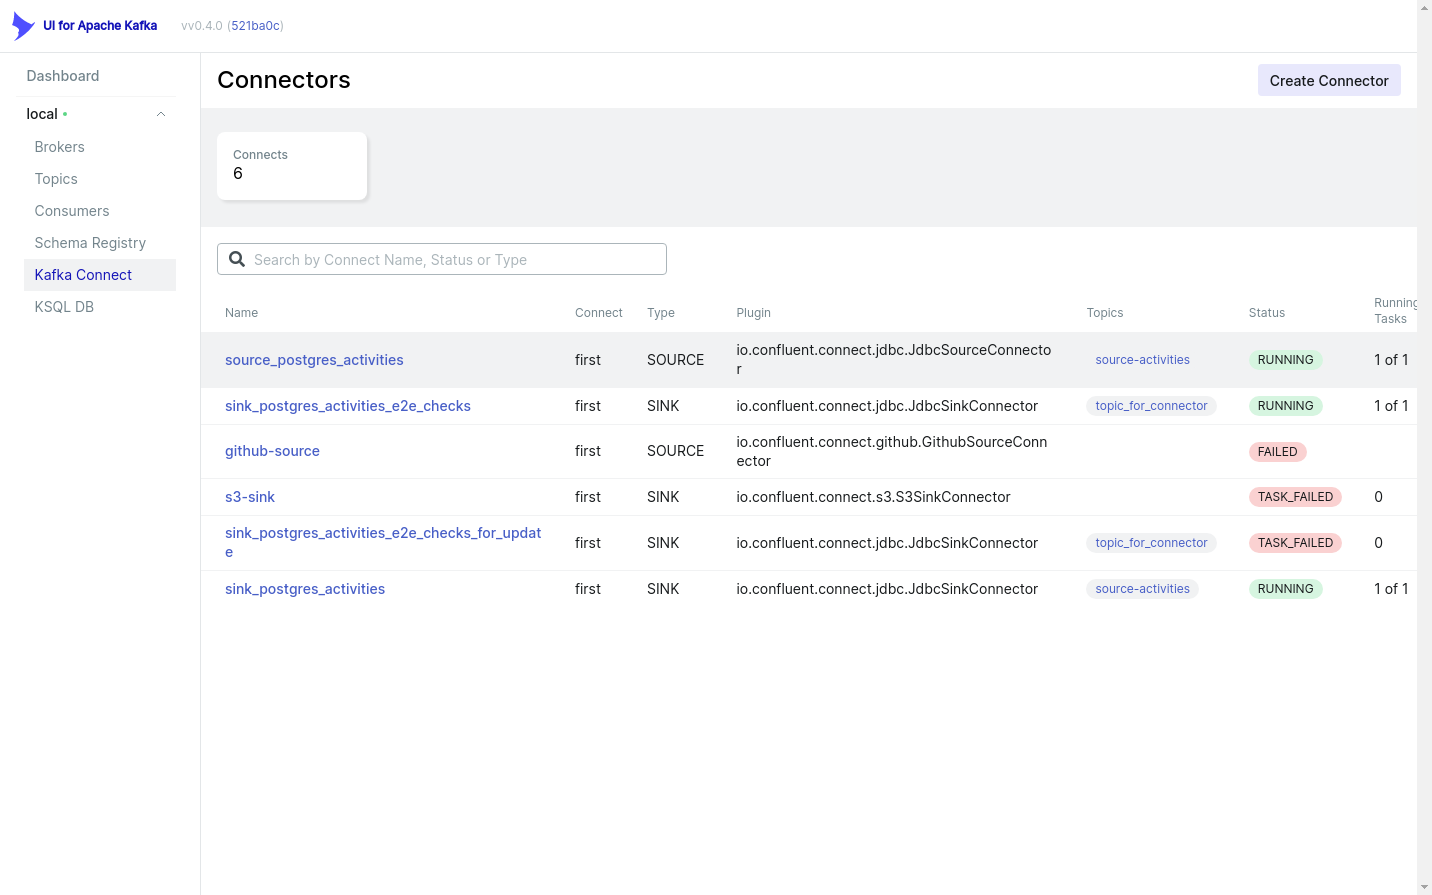 UI for Apache Kafka vv0.4.0 (521ba0c)
Dashboard
local
Brokers
Topics
Consumers
Schema Registry
Kafka Connect
KSQL DB
Connectors
Create Connector
Connects
6
Search by Connect Name, Status or Type
Name Connect Type Plugin Topics Status Running
Tasks
source_postgres_activities first SOURCE io.confluent.connect.jdbc.JdbcSourceConnecto
r source-activities RUNNING 1 of 1
sink_postgres_activities_e2e_checks first SINK io.confluent.connect.jdbc.JdbcSinkConnector topic_for_connector RUNNING 1 of 1
github-source first SOURCE io.confluent.connect.github.GithubSourceConn
ector FAILED
s3-sink first SINK io.confluent.connect.s3.S3SinkConnector TASK_FAILED 0
sink_postgres_activities_e2e_checks_for_updat
e first SINK io.confluent.connect.jdbc.JdbcSinkConnector topic_for_connector TASK_FAILED 0
sink_postgres_activities first SINK io.confluent.connect.jdbc.JdbcSinkConnector source-activities RUNNING 1 of 1